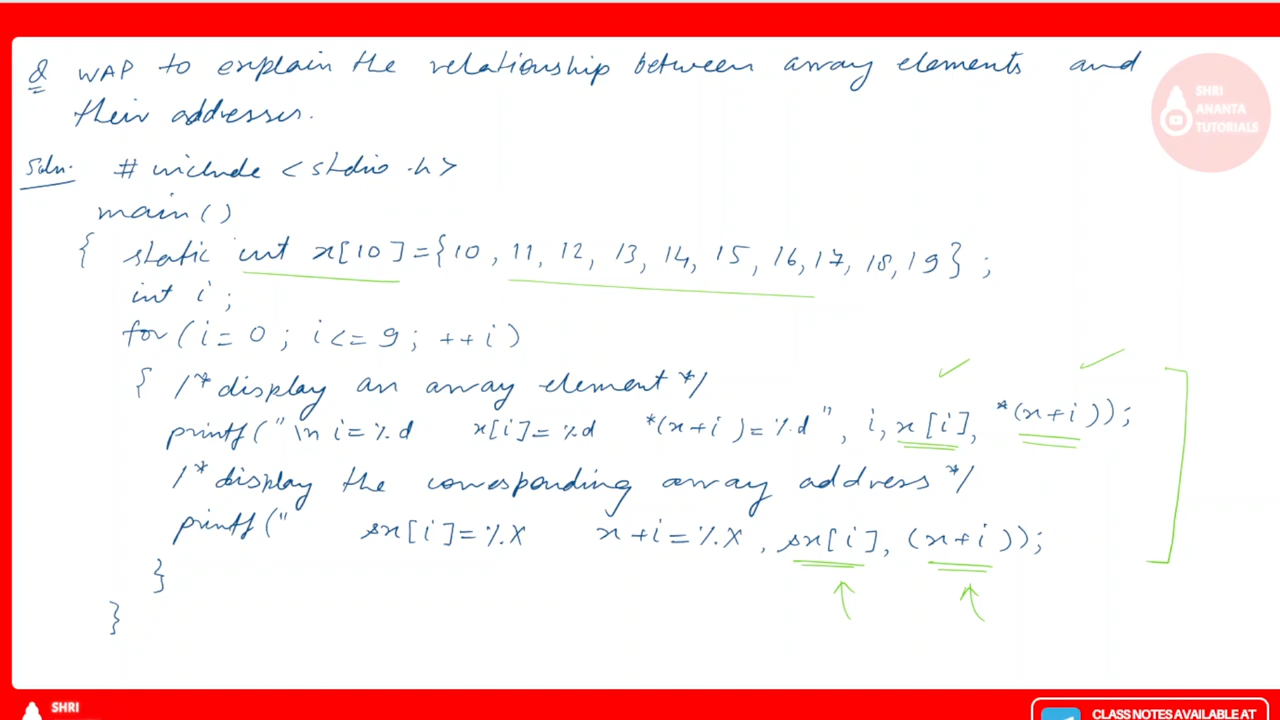 Q WAP to explain the relationship between array elements and
their addresses.
SHRI
ANANTA
TUTORIALS
Soln. # include <stdio.h>
main()
{ static int x[10]={10, 11, 12, 13, 14, 15, 16, 17, 18, 19};
int i;
for(i=0; i<=9; ++i)
{ /*display an array element*/
printf("\n i=%d x[i]=%d *(x+i)=%d", i, x[i], *(x+i));
/*display the corresponding array address*/
printf(" &x[i]=%X x+i=%X, &x[i], (x+i));
}
}
SHRI
CLASS NOTES AVAILABLE AT